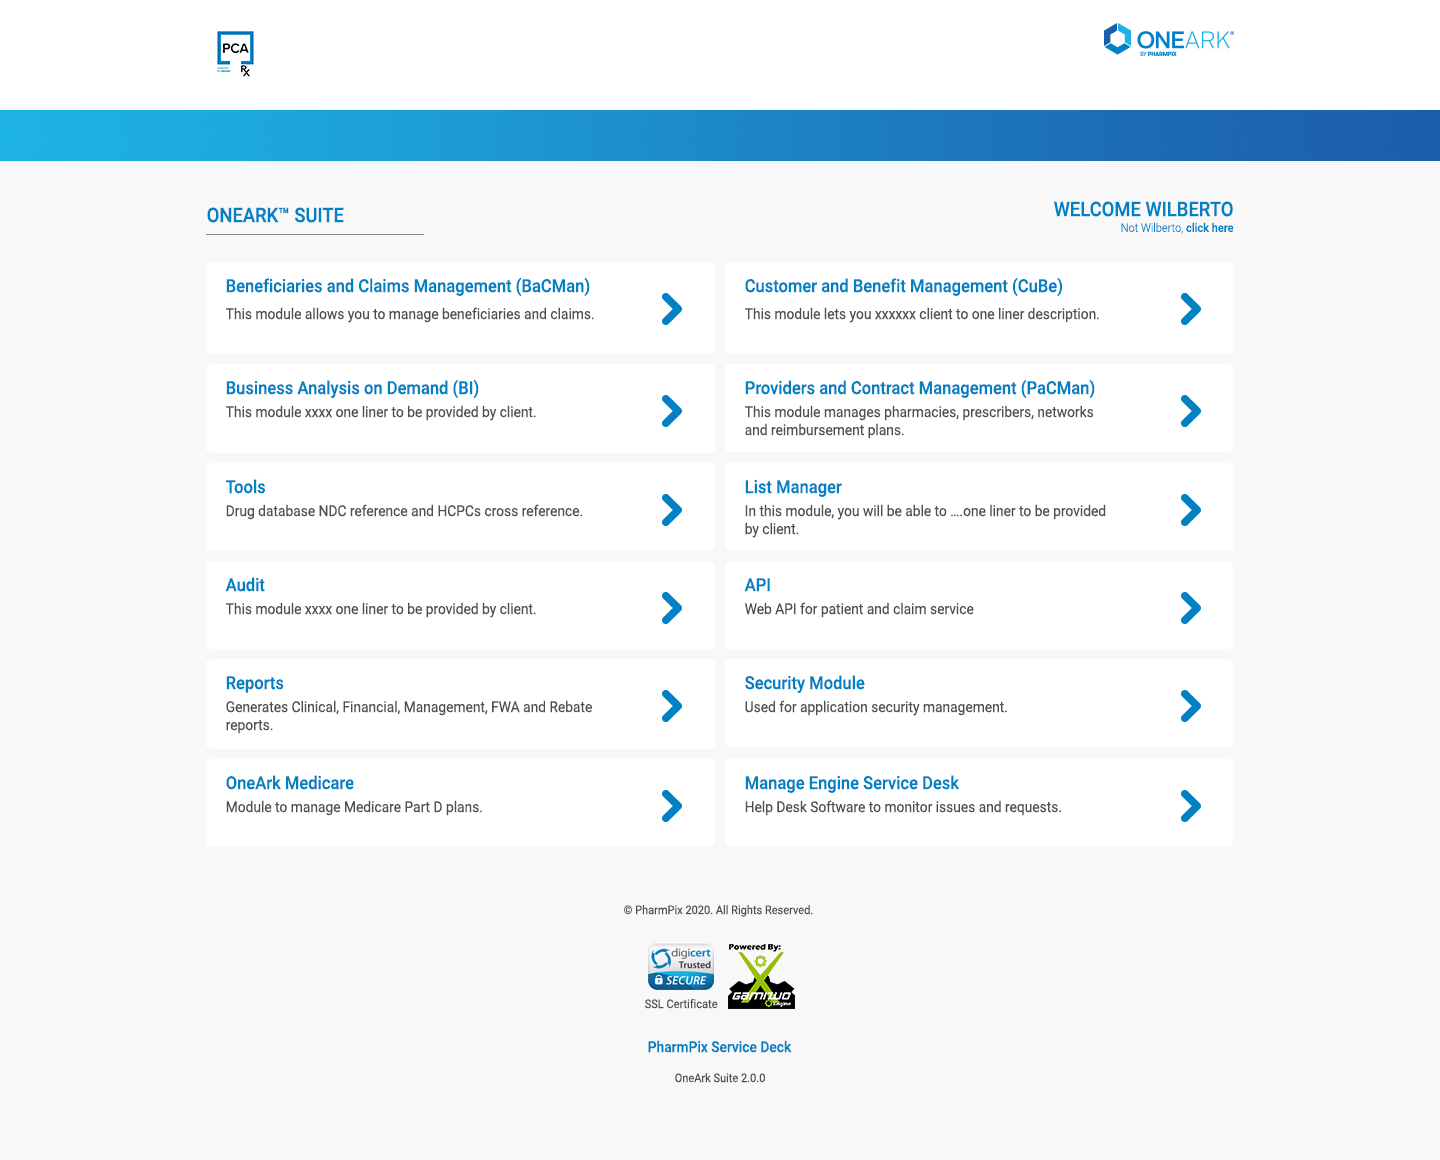 PCA
Rx
ONEARK®
BY PHARMPIX
ONEARK™ SUITE
WELCOME WILBERTO
Not Wilberto, click here
Beneficiaries and Claims Management (BaCMan)
This module allows you to manage beneficiaries and claims.
Customer and Benefit Management (CuBe)
This module lets you xxxxxx client to one liner description.
Business Analysis on Demand (BI)
This module xxxx one liner to be provided by client.
Providers and Contract Management (PaCMan)
This module manages pharmacies, prescribers, networks
and reimbursement plans.
Tools
Drug database NDC reference and HCPCs cross reference.
List Manager
In this module, you will be able to ....one liner to be provided
by client.
Audit
This module xxxx one liner to be provided by client.
API
Web API for patient and claim service
Reports
Generates Clinical, Financial, Management, FWA and Rebate
reports.
Security Module
Used for application security management.
OneArk Medicare
Module to manage Medicare Part D plans.
Manage Engine Service Desk
Help Desk Software to monitor issues and requests.
© PharmPix 2020. All Rights Reserved.
digicert
Trusted
SECURE
SSL Certificate
Powered By:
Gamnuo
Engine
PharmPix Service Deck
OneArk Suite 2.0.0